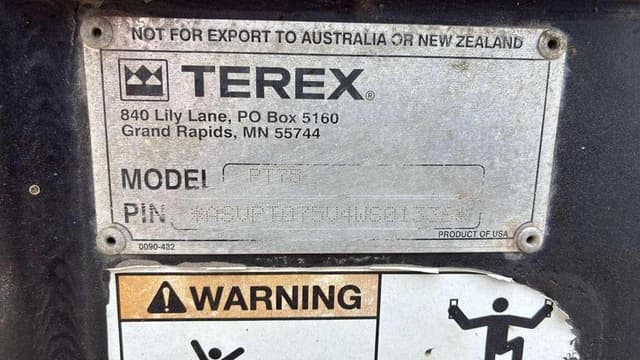 NOT FOR EXPORT TO AUSTRALIA OR NEW ZEALAND
TEREX®
840 Lily Lane, PO Box 5160
Grand Rapids, MN 55744
MODEL PT75
PIN
PRODUCT OF USA
0090-482
WARNING